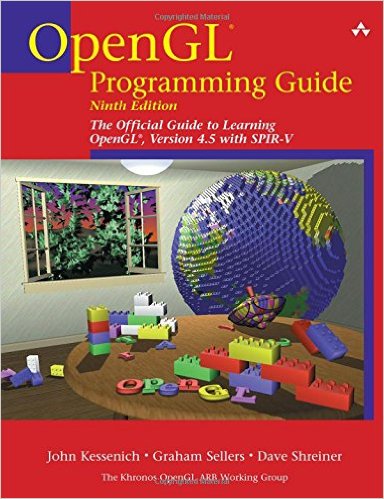 OpenGL®
Programming Guide
Ninth Edition
The Official Guide to Learning
OpenGL®, Version 4.5 with SPIR-V
OpenGL
John Kessenich • Graham Sellers • Dave Shreiner
The Khronos OpenGL ARB Working Group